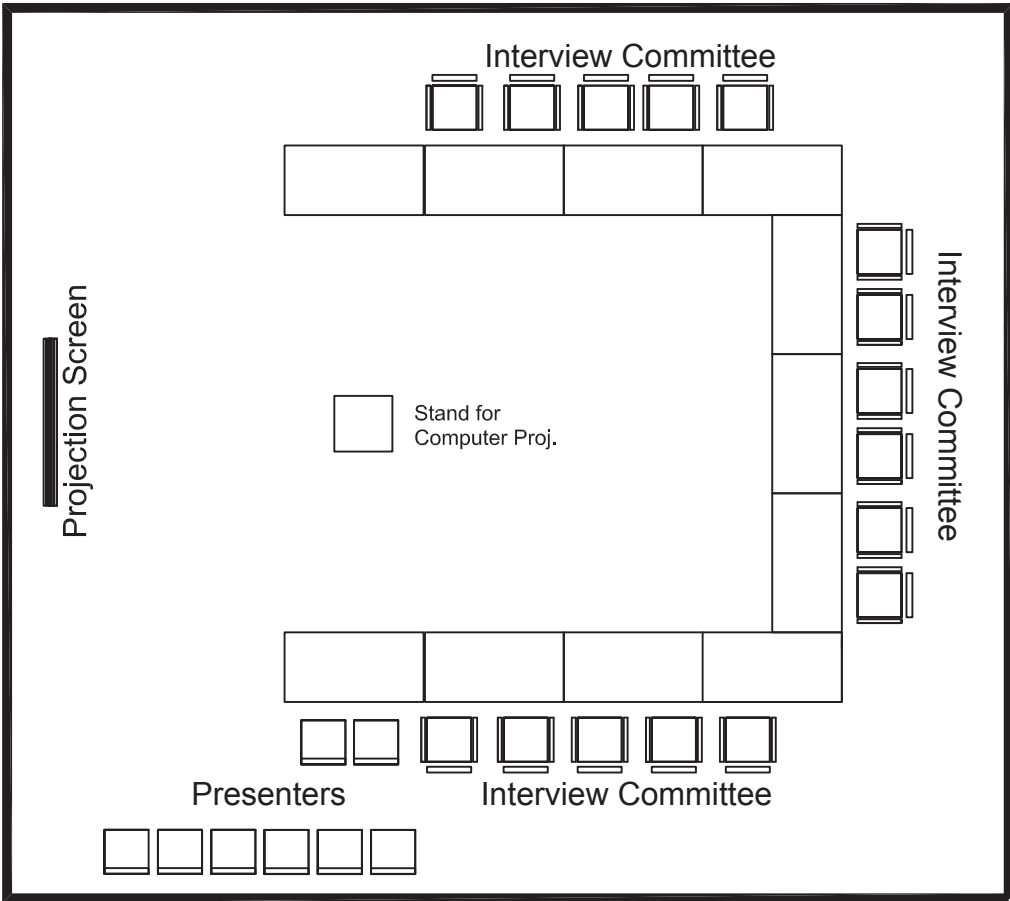 Interview Committee
Interview Committee
Projection Screen
Stand for
Computer Proj.
Presenters
Interview Committee